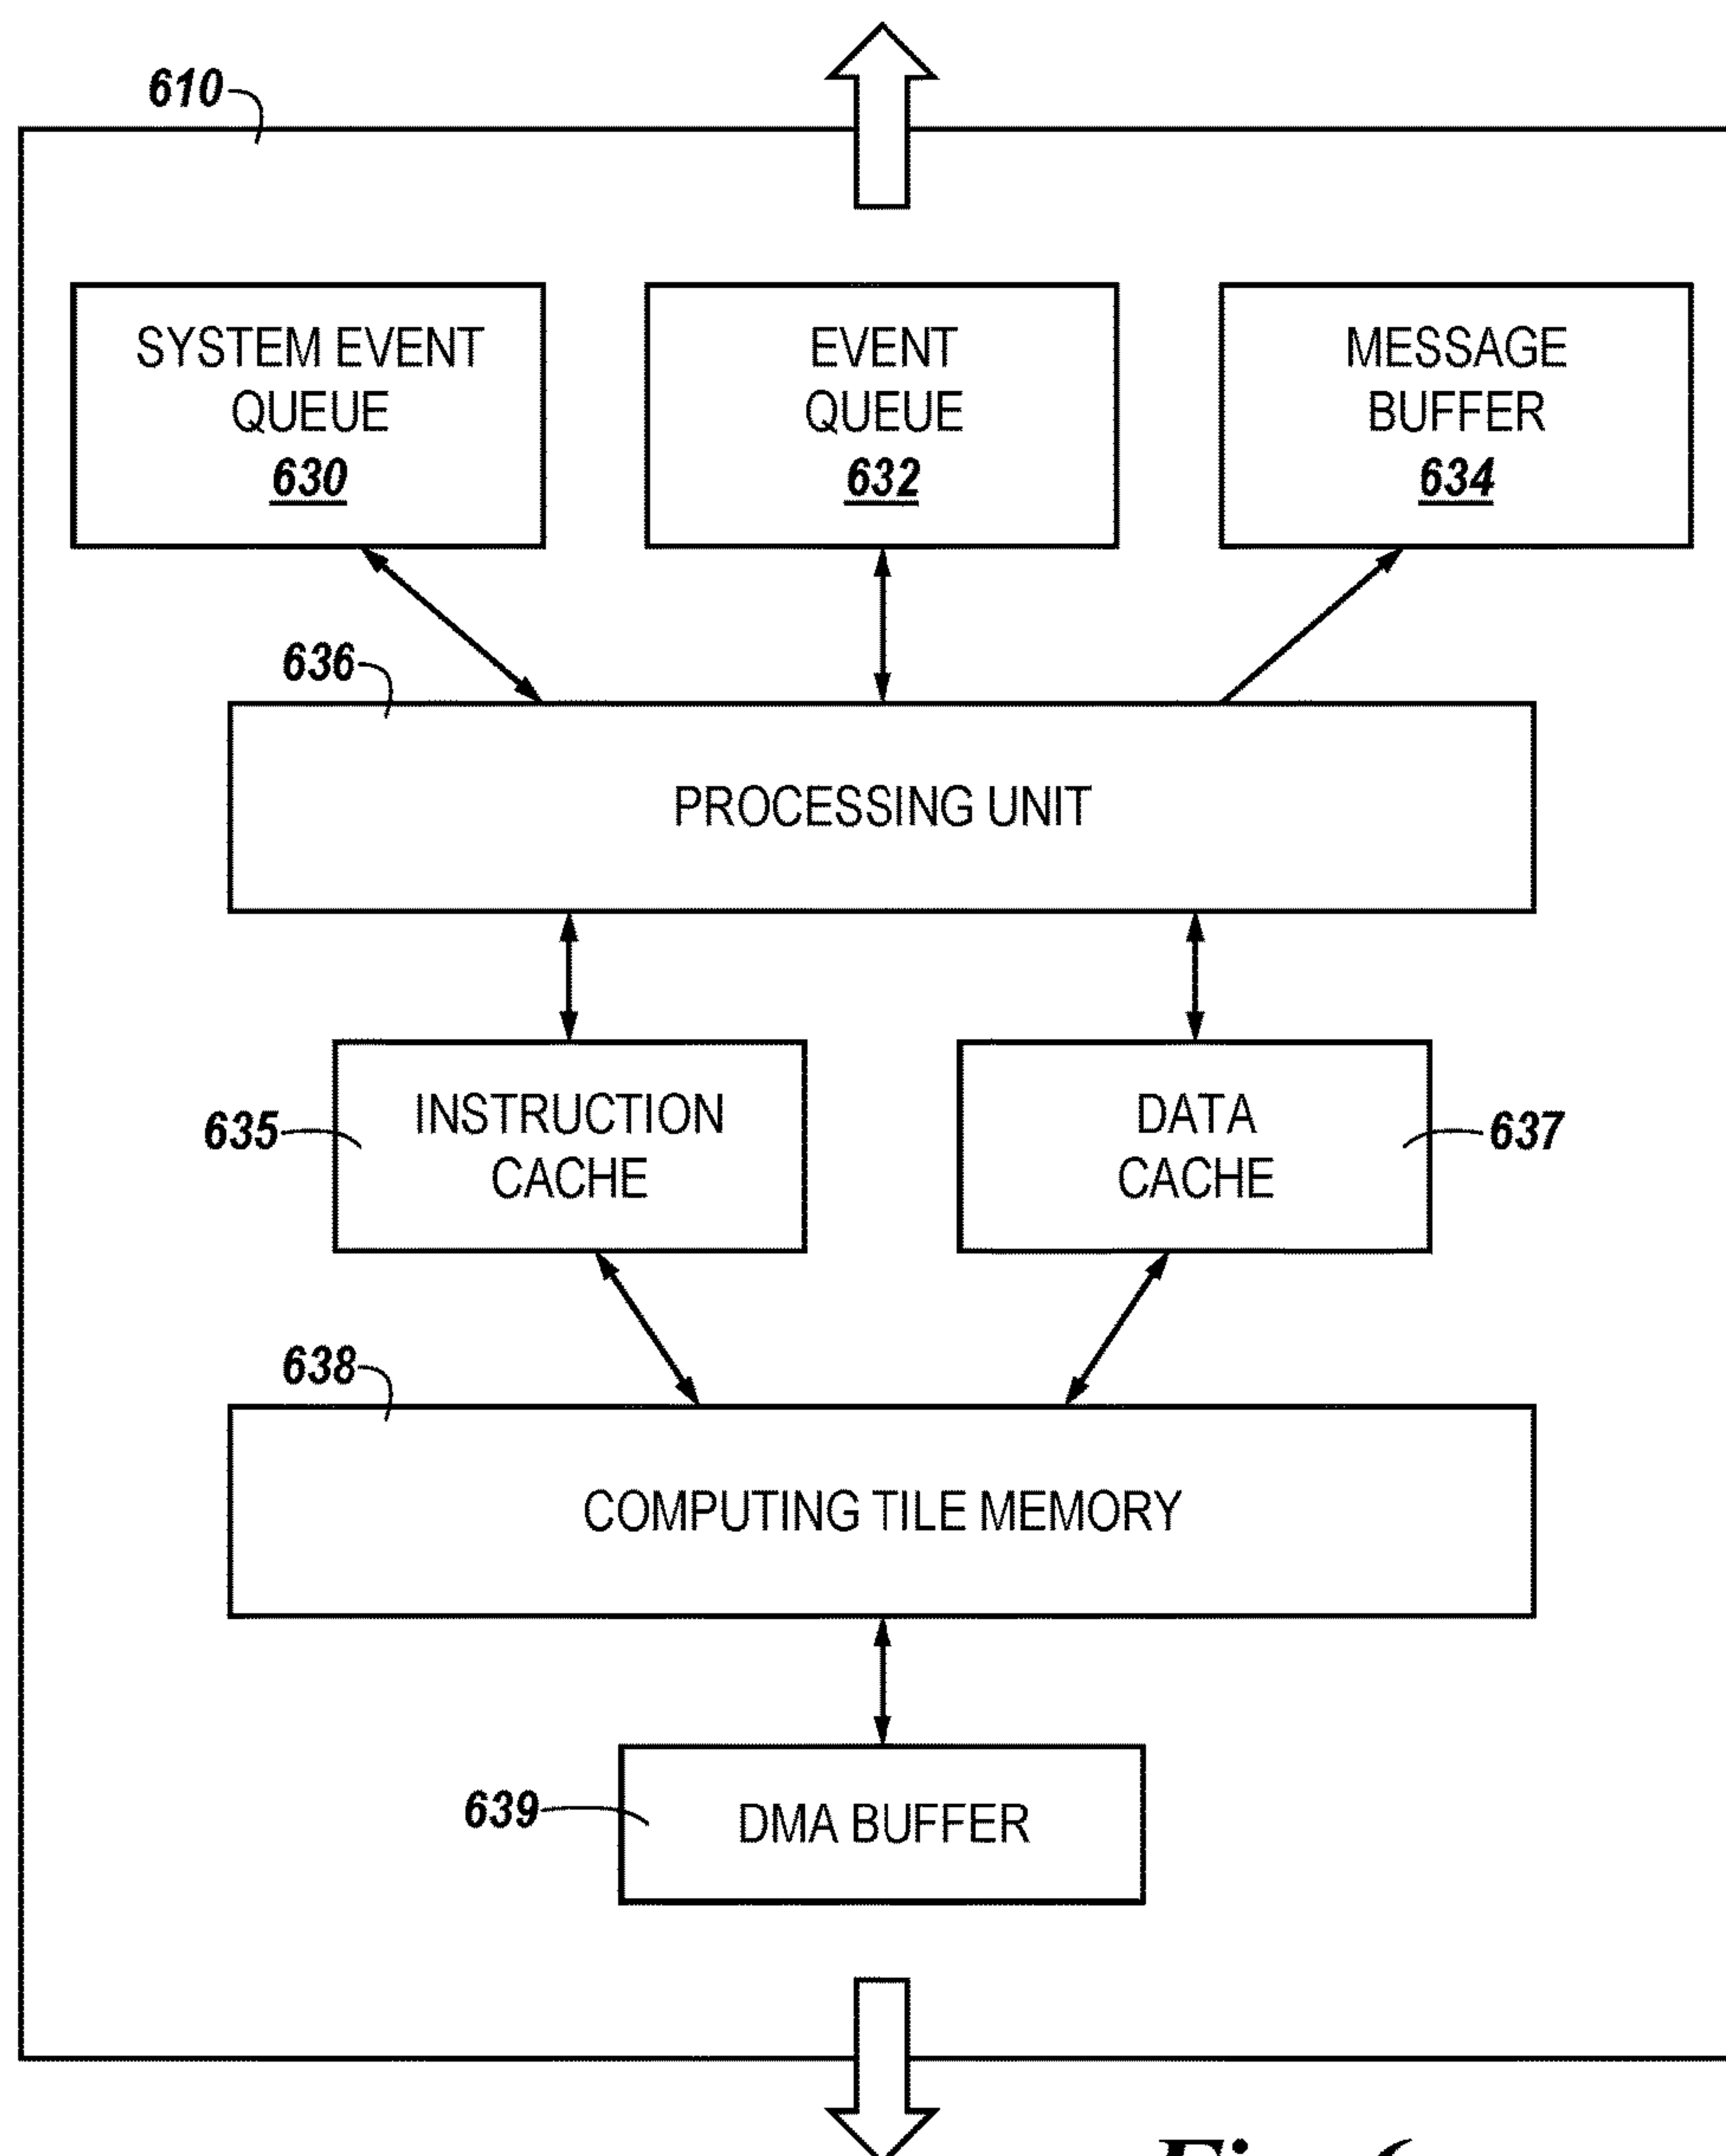 610
SYSTEM EVENT
QUEUE
630
EVENT
QUEUE
632
MESSAGE
BUFFER
634
636
PROCESSING UNIT
635
INSTRUCTION
CACHE
DATA
CACHE
637
638
COMPUTING TILE MEMORY
639
DMA BUFFER